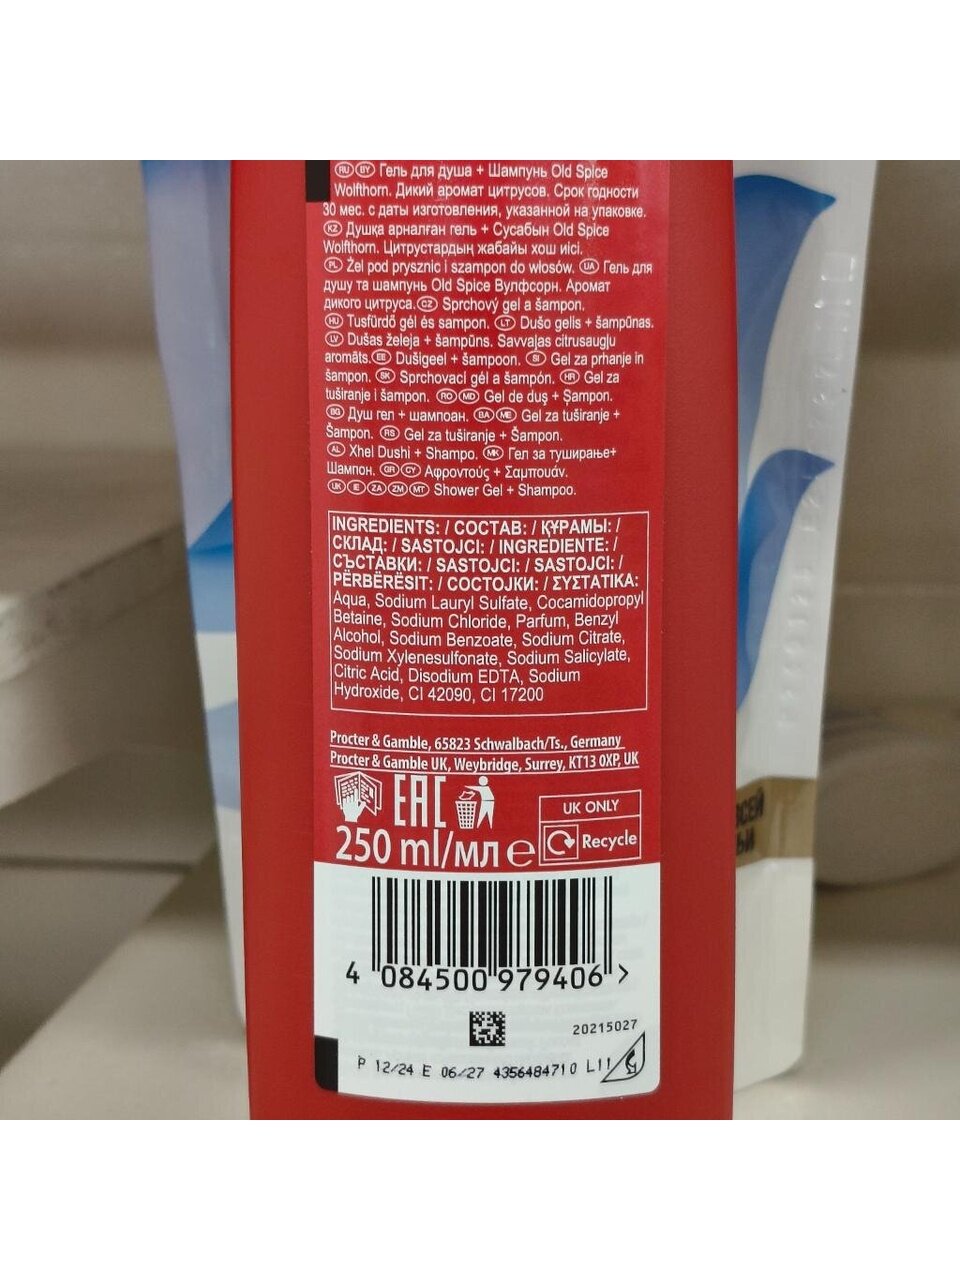 RU BY Гель для душа + Шампунь Old Spice
Wolfthorn. Дикий аромат цитрусов. Срок годности
30 мес. с даты изготовления, указанной на упаковке.
KZ Душқа арналған гель + Сусабын Old Spice
Wolfthorn. Цитрустардың жабайы хош иісі.
PL Żel pod prysznic i szampon do włosów. UA Гель для
душу та шампунь Old Spice Вулфсорн. Аромат
дикого цитруса. CZ Sprchový gel a šampon.
HU Tusfürdő gél és sampon. LT Dušo gelis + šampūnas.
LV Dušas želeja + šampūns. Savvaļas citrusaugļu
aromāts. EE Dušigeel + šampoon. SI Gel za prhanje in
šampon. SK Sprchovací gél a šampón. HR Gel za
tuširanje i šampon. RO MD Gel de duş + Şampon.
BG Душ гел + шампоан. BA ME Gel za tuširanje +
Šampon. RS Gel za tuširanje + Šampon.
AL Xhel Dushi + Shampo. MK Гел за туширање+
Шампон. GR CY Αφροντούς + Σαμπουάν.
UK IE ZA ZM MT Shower Gel + Shampoo.
INGREDIENTS: / СОСТАВ: / ҚҰРАМЫ: /
СКЛАД: / SASTOJCI: / INGREDIENTE: /
СЪСТАВКИ: / SASTOJCI: / SASTOJCI: /
PËRBËRËSIT: / СОСТОЈКИ: / ΣΥΣΤΑΤΙΚΑ:
Aqua, Sodium Lauryl Sulfate, Cocamidopropyl
Betaine, Sodium Chloride, Parfum, Benzyl
Alcohol, Sodium Benzoate, Sodium Citrate,
Sodium Xylenesulfonate, Sodium Salicylate,
Citric Acid, Disodium EDTA, Sodium
Hydroxide, CI 42090, CI 17200
Procter & Gamble, 65823 Schwalbach/Ts., Germany
Procter & Gamble UK, Weybridge, Surrey, KT13 0XP, UK
EAC
UK ONLY
Recycle
250 ml/мл e
4 084500 979406 >
20215027
P 12/24 E 06/27 4356484710 L11